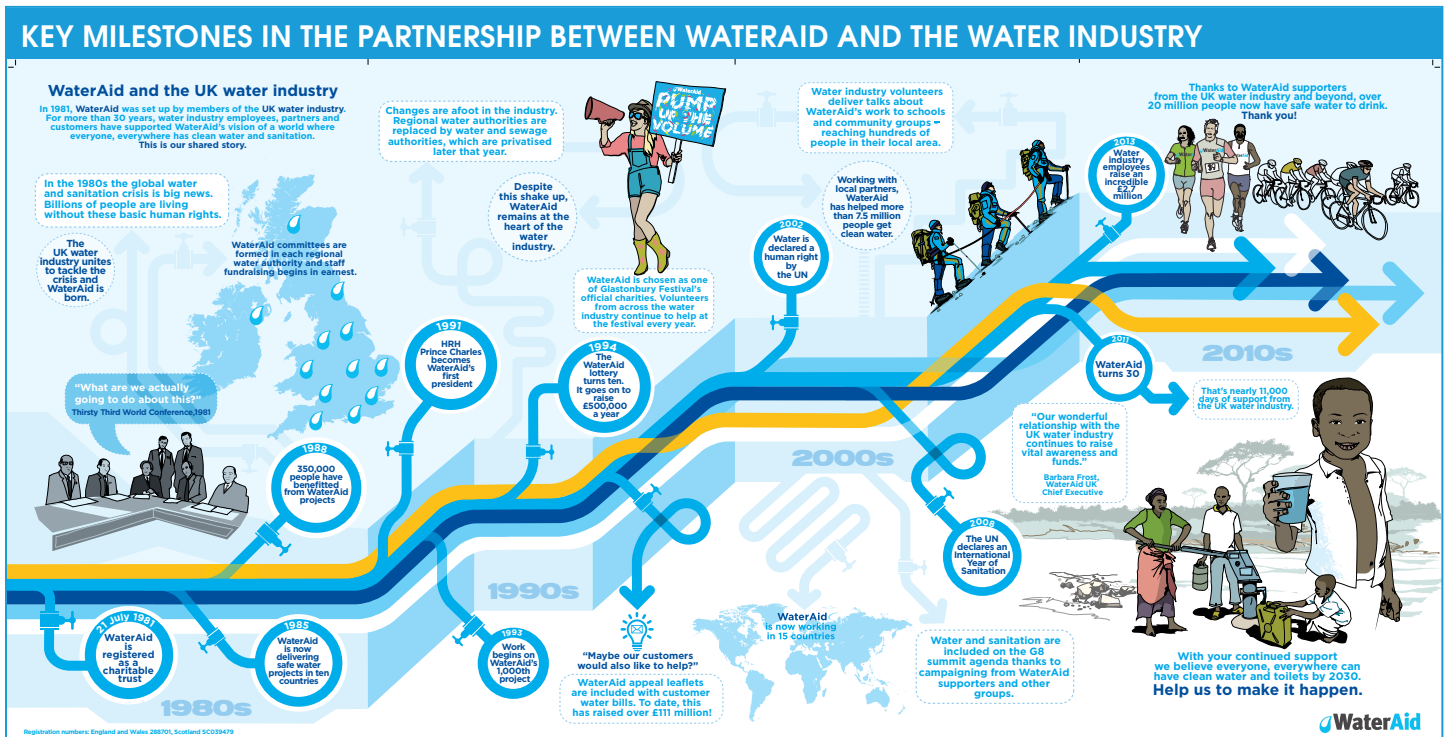 KEY MILESTONES IN THE PARTNERSHIP BETWEEN WATERAID AND THE WATER INDUSTRY
WaterAid and the UK water industry
In 1981, WaterAid was set up by members of the UK water industry.
For more than 30 years, water industry employees, partners and
customers have supported WaterAid's vision of a world where
everyone, everywhere has clean water and sanitation.
This is our shared story.
In the 1980s the global water
and sanitation crisis is big news.
Billions of people are living
without these basic human rights.
The
UK water
industry unites
to tackle the
crisis and
WaterAid is
born.
WaterAid committees are
formed in each regional
water authority and staff
fundraising begins in earnest.
"What are we actually
going to do about this?"
Thirsty Third World Conference,1981
21 July 1981
WaterAid
is
registered
as a
charitable
trust
1985
WaterAid
is now
delivering
safe water
projects in ten
countries
1988
350,000
people have
benefitted
from WaterAid
projects
1980s
Changes are afoot in the industry.
Regional water authorities are
replaced by water and sewage
authorities, which are privatised
later that year.
Despite
this shake up,
WaterAid
remains at the
heart of the
water
industry.
1991
HRH
Prince Charles
becomes
WaterAid's
first
president
1993
Work
begins on
WaterAid's
1,000th
project
1994
The
WaterAid
lottery
turns ten.
It goes on to
raise
£500,000
a year
1990s
WaterAid
PUMP
UP THE
VOLUME
WaterAid is chosen as one
of Glastonbury Festival's
official charities. Volunteers
from across the water
industry continue to help at
the festival every year.
"Maybe our customers
would also like to help?"
WaterAid appeal leaflets
are included with customer
water bills. To date, this
has raised over £111 million!
Water industry volunteers
deliver talks about
WaterAid's work to schools
and community groups –
reaching hundreds of
people in their local area.
Working with
local partners,
WaterAid
has helped more
than 7.5 million
people get
clean water.
2002
Water is
declared a
human right
by
the UN
2000s
WaterAid
is now working
in 15 countries
2008
The UN
declares an
International
Year of
Sanitation
Water and sanitation are
included on the G8
summit agenda thanks to
campaigning from WaterAid
supporters and other
groups.
2013
Water
industry
employees
raise an
incredible
£2.7
million
Thanks to WaterAid supporters
from the UK water industry and beyond, over
20 million people now have safe water to drink.
Thank you!
2010s
2011
WaterAid
turns 30
That's nearly 11,000
days of support from
the UK water industry.
"Our wonderful
relationship with the
UK water industry
continues to raise
vital awareness and
funds."
Barbara Frost,
WaterAid UK
Chief Executive
With your continued support
we believe everyone, everywhere can
have clean water and toilets by 2030.
Help us to make it happen.
WaterAid
Registration numbers: England and Wales 288701, Scotland SC039479